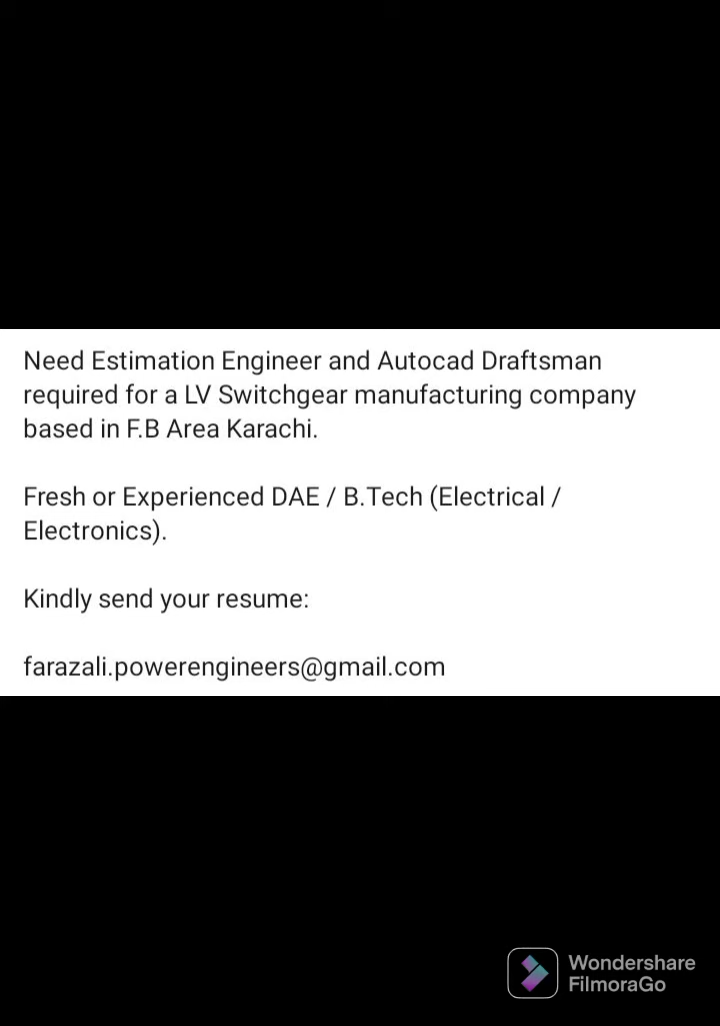 Need Estimation Engineer and Autocad Draftsman
required for a LV Switchgear manufacturing company
based in F.B Area Karachi.
Fresh or Experienced DAE / B.Tech (Electrical /
Electronics).
Kindly send your resume:
farazali.powerengineers@gmail.com
Wondershare
FilmoraGo